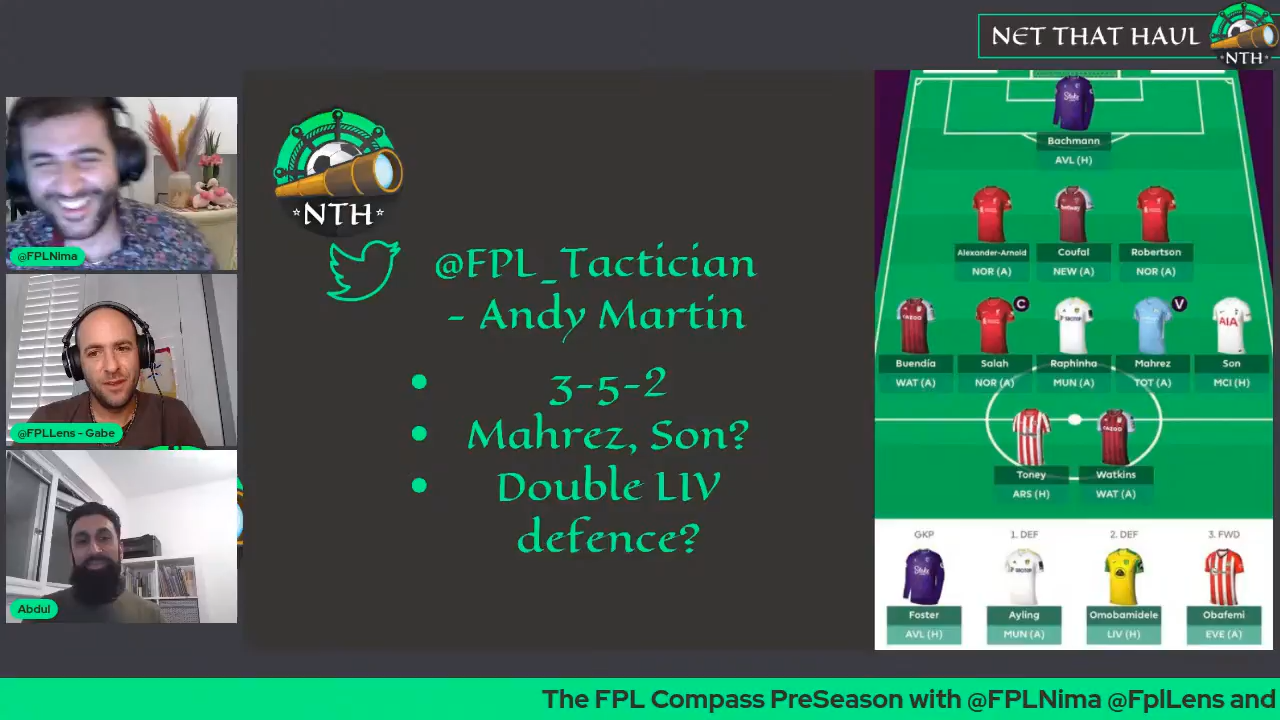 NET THAT HAUL
NTH
@FPLNima
@FPLLens - Gabe
Abdul
NTH
@FPL_Tactician
- Andy Martin
3-5-2
Mahrez, Son?
Double LIV
defence?
Bachmann
AVL (H)
Alexander-Arnold
NOR (A)
Coufal
NEW (A)
Robertson
NOR (A)
Buendía
WAT (A)
C
Salah
NOR (A)
Raphinha
MUN (A)
V
Mahrez
TOT (A)
AIA
Son
MCI (H)
Toney
ARS (H)
Watkins
WAT (A)
GKP
Foster
AVL (H)
1. DEF
Ayling
MUN (A)
2. DEF
Omobamidele
LIV (H)
3. FWD
Obafemi
EVE (A)
The FPL Compass PreSeason with @FPLNima @FplLens and